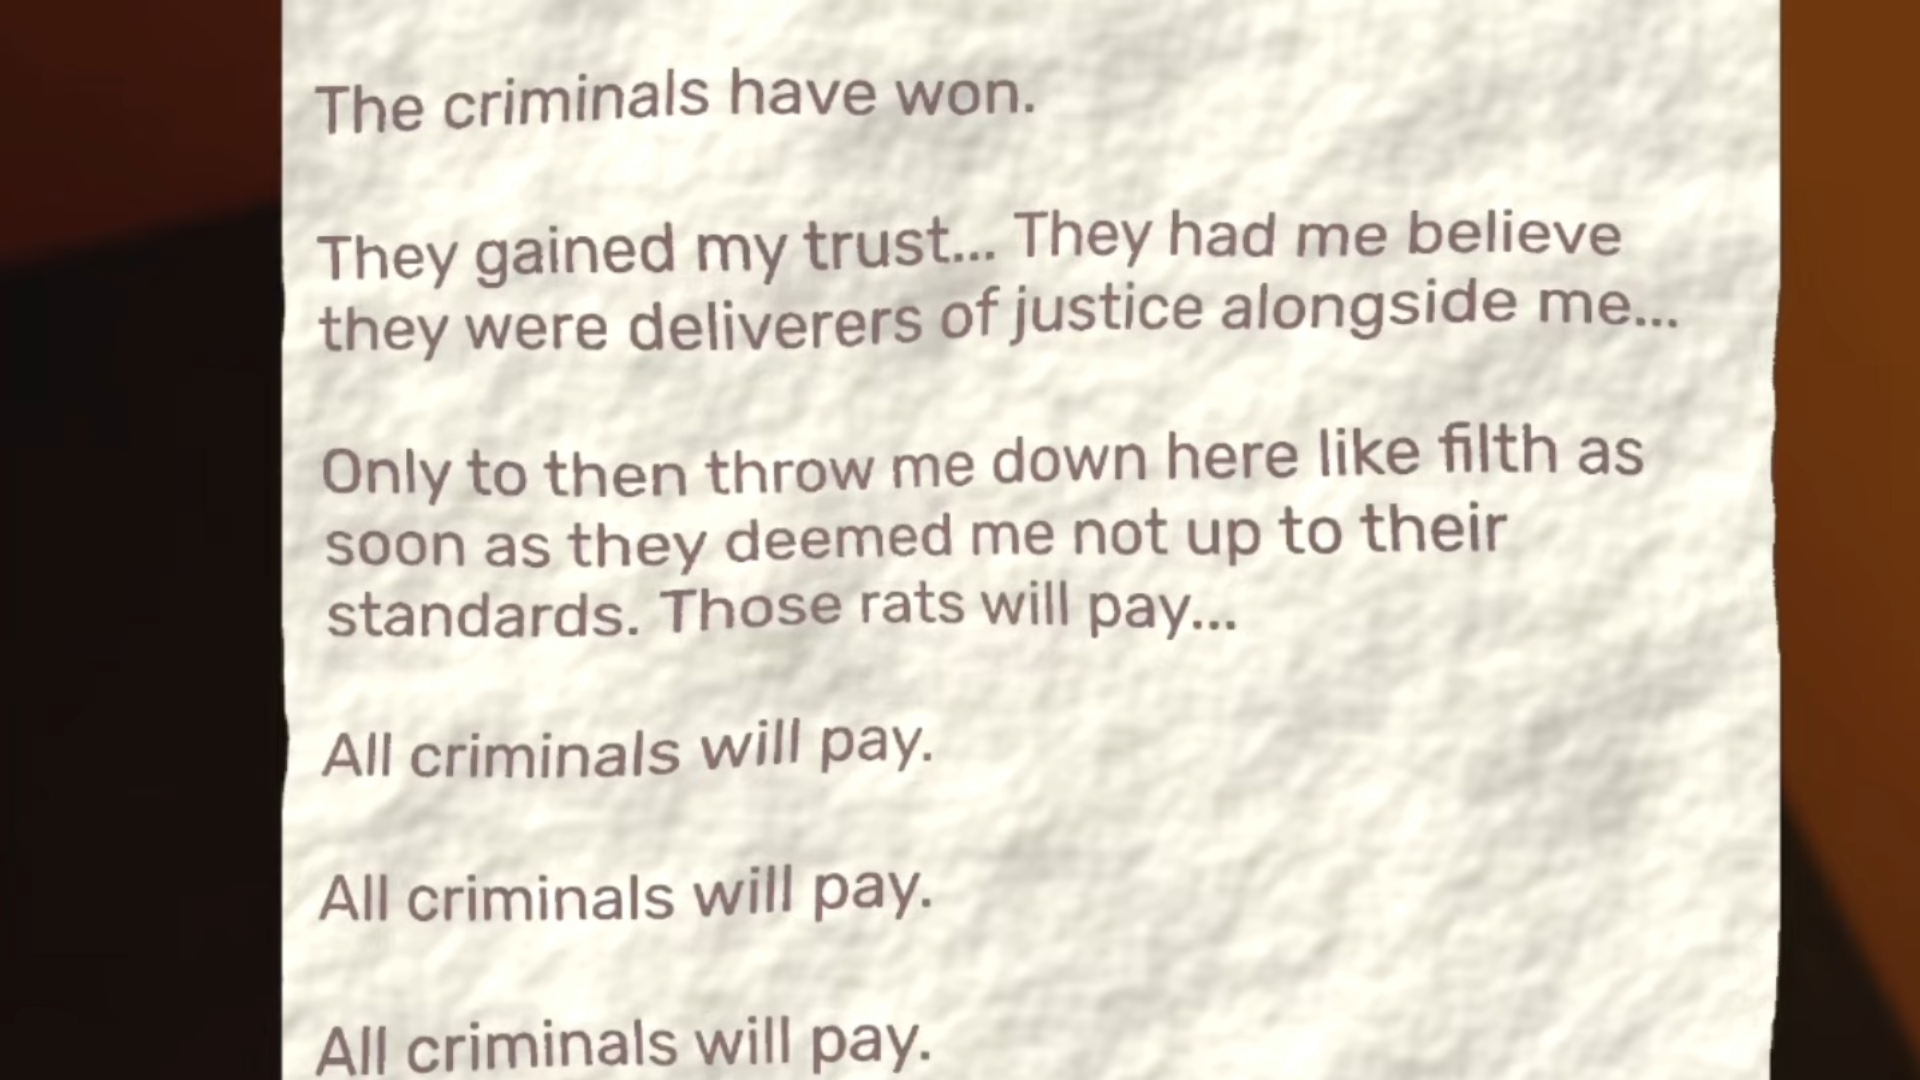 The criminals have won.
They gained my trust... They had me believe
they were deliverers of justice alongside me...
Only to then throw me down here like filth as
soon as they deemed me not up to their
standards. Those rats will pay...
All criminals will pay.
All criminals will pay.
All criminals will pay.